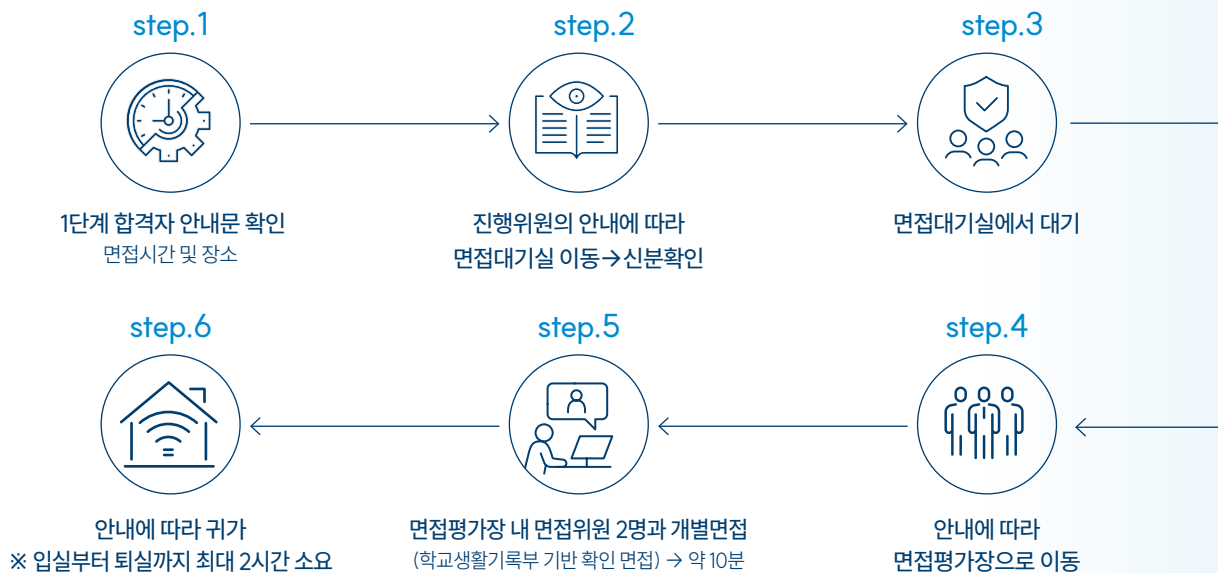 step.1
1단계 합격자 안내문 확인
면접시간 및 장소
step.2
진행위원의 안내에 따라
면접대기실 이동→신분확인
step.3
면접대기실에서 대기
step.4
안내에 따라
면접평가장으로 이동
step.5
면접평가장 내 면접위원 2명과 개별면접
(학교생활기록부 기반 확인 면접) → 약 10분
step.6
안내에 따라 귀가
※ 입실부터 퇴실까지 최대 2시간 소요